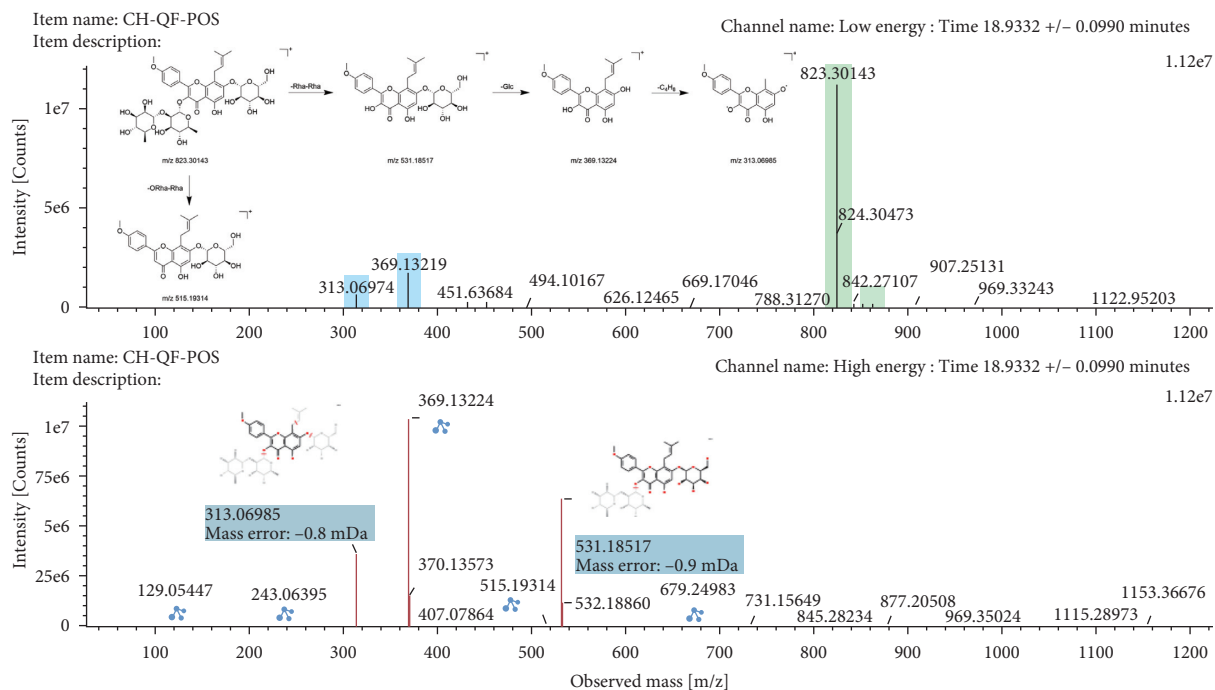 Item name: CH-QF-POS
Item description:
Channel name: Low energy : Time 18.9332 +/– 0.0990 minutes
1.12e7
Intensity [Counts]
1e7
5e6
0
-Rha-Rha
-Glc
-C₄H₈
m/z 823.30143
m/z 531.18517
m/z 369.13224
m/z 313.06985
-ORha-Rha
m/z 515.19314
313.06974
369.13219
451.63684
494.10167
626.12465
669.17046
788.31270
823.30143
824.30473
842.27107
907.25131
969.33243
1122.95203
100 200 300 400 500 600 700 800 900 1000 1100 1200
Item name: CH-QF-POS
Item description:
Channel name: High energy : Time 18.9332 +/– 0.0990 minutes
1.12e7
Intensity [Counts]
1e7
75e6
5e6
25e6
0
369.13224
313.06985
Mass error: –0.8 mDa
531.18517
Mass error: –0.9 mDa
129.05447
243.06395
370.13573
407.07864
515.19314
532.18860
679.24983
731.15649
845.28234
877.20508
969.35024
1115.28973
1153.36676
100 200 300 400 500 600 700 800 900 1000 1100 1200
Observed mass [m/z]